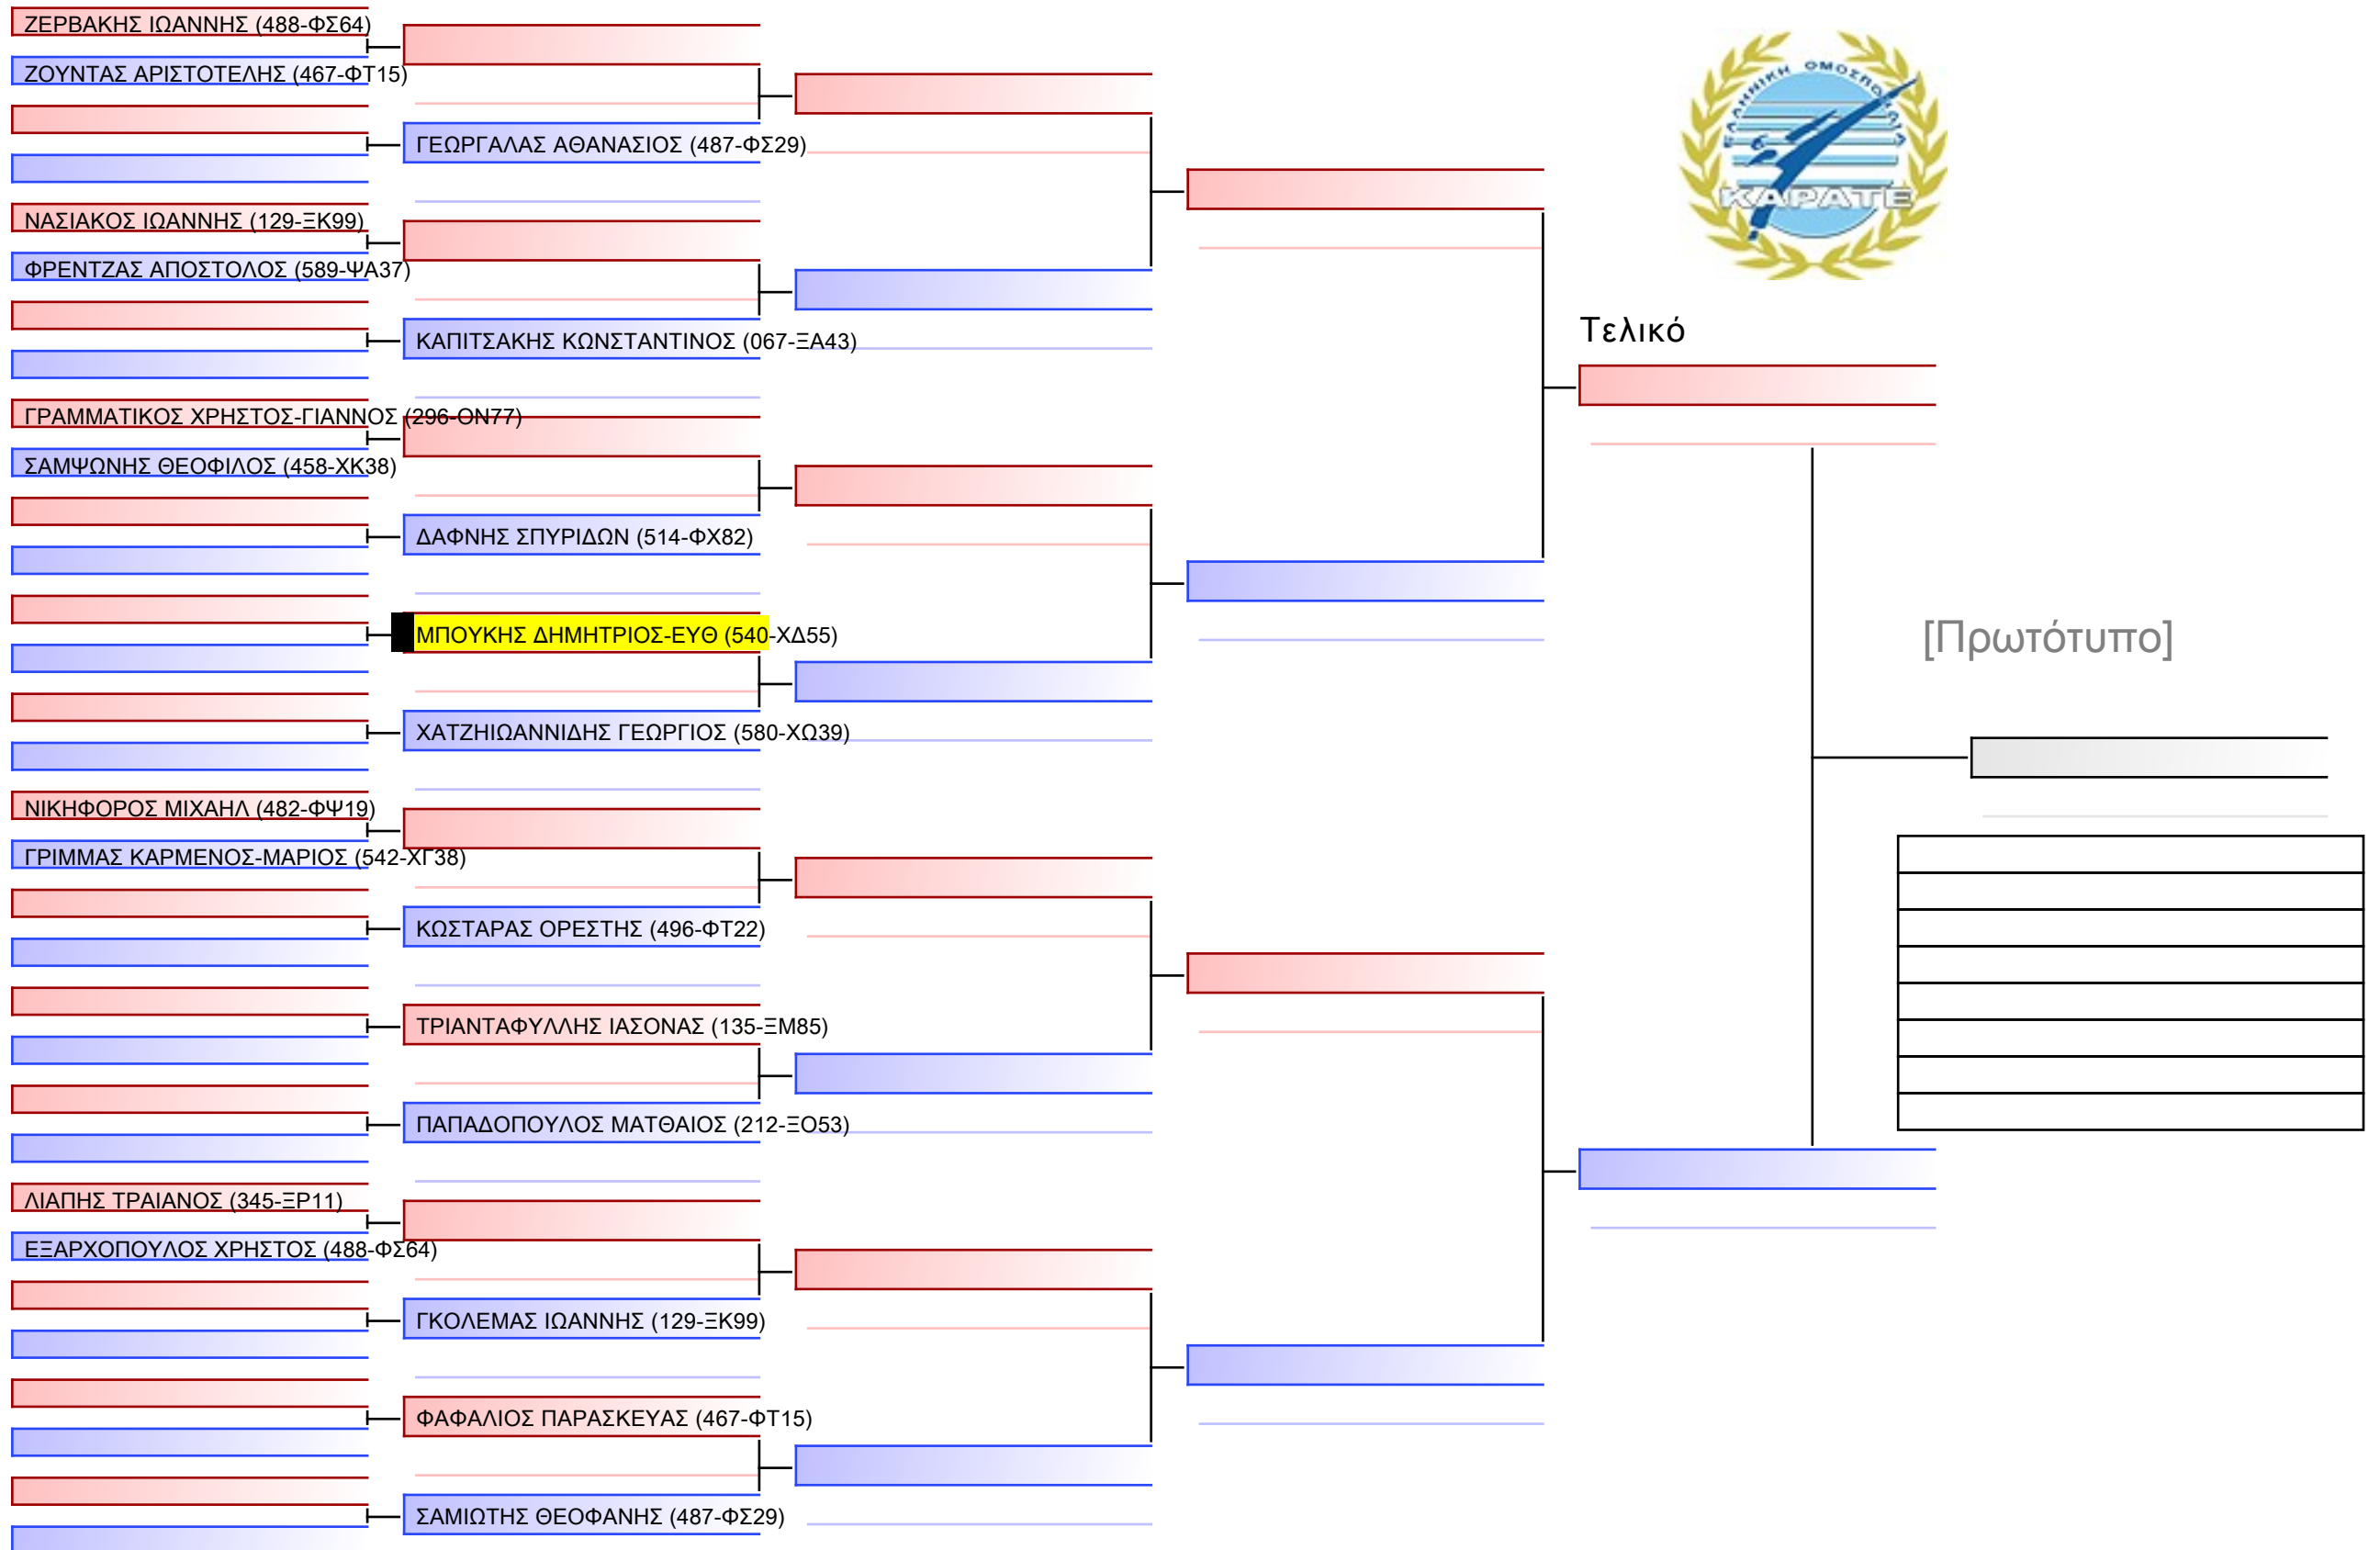 ΖΕΡΒΑΚΗΣ ΙΩΑΝΝΗΣ (488-ΦΣ64)
ΖΟΥΝΤΑΣ ΑΡΙΣΤΟΤΕΛΗΣ (467-ΦΤ15)
ΓΕΩΡΓΑΛΑΣ ΑΘΑΝΑΣΙΟΣ (487-ΦΣ29)
ΝΑΣΙΑΚΟΣ ΙΩΑΝΝΗΣ (129-ΞΚ99)
ΦΡΕΝΤΖΑΣ ΑΠΟΣΤΟΛΟΣ (589-ΨΑ37)
ΚΑΠΙΤΣΑΚΗΣ ΚΩΝΣΤΑΝΤΙΝΟΣ (067-ΞΑ43)
ΓΡΑΜΜΑΤΙΚΟΣ ΧΡΗΣΤΟΣ-ΓΙΑΝΝΟΣ (296-ΟΝ77)
ΣΑΜΨΩΝΗΣ ΘΕΟΦΙΛΟΣ (458-ΧΚ38)
ΔΑΦΝΗΣ ΣΠΥΡΙΔΩΝ (514-ΦΧ82)
ΜΠΟΥΚΗΣ ΔΗΜΗΤΡΙΟΣ-ΕΥΘ (540-ΧΔ55)
ΧΑΤΖΗΙΩΑΝΝΙΔΗΣ ΓΕΩΡΓΙΟΣ (580-ΧΩ39)
ΝΙΚΗΦΟΡΟΣ ΜΙΧΑΗΛ (482-ΦΨ19)
ΓΡΙΜΜΑΣ ΚΑΡΜΕΝΟΣ-ΜΑΡΙΟΣ (542-ΧΓ38)
ΚΩΣΤΑΡΑΣ ΟΡΕΣΤΗΣ (496-ΦΤ22)
ΤΡΙΑΝΤΑΦΥΛΛΗΣ ΙΑΣΟΝΑΣ (135-ΞΜ85)
ΠΑΠΑΔΟΠΟΥΛΟΣ ΜΑΤΘΑΙΟΣ (212-ΞΟ53)
ΛΙΑΠΗΣ ΤΡΑΙΑΝΟΣ (345-ΞΡ11)
ΕΞΑΡΧΟΠΟΥΛΟΣ ΧΡΗΣΤΟΣ (488-ΦΣ64)
ΓΚΟΛΕΜΑΣ ΙΩΑΝΝΗΣ (129-ΞΚ99)
ΦΑΦΑΛΙΟΣ ΠΑΡΑΣΚΕΥΑΣ (467-ΦΤ15)
ΣΑΜΙΩΤΗΣ ΘΕΟΦΑΝΗΣ (487-ΦΣ29)
ΕΛΛΗΝΙΚΗ ΟΜΟΣΠΟΝΔΙΑ
ΚΑΡΑΤΕ
Τελικό
[Πρωτότυπο]